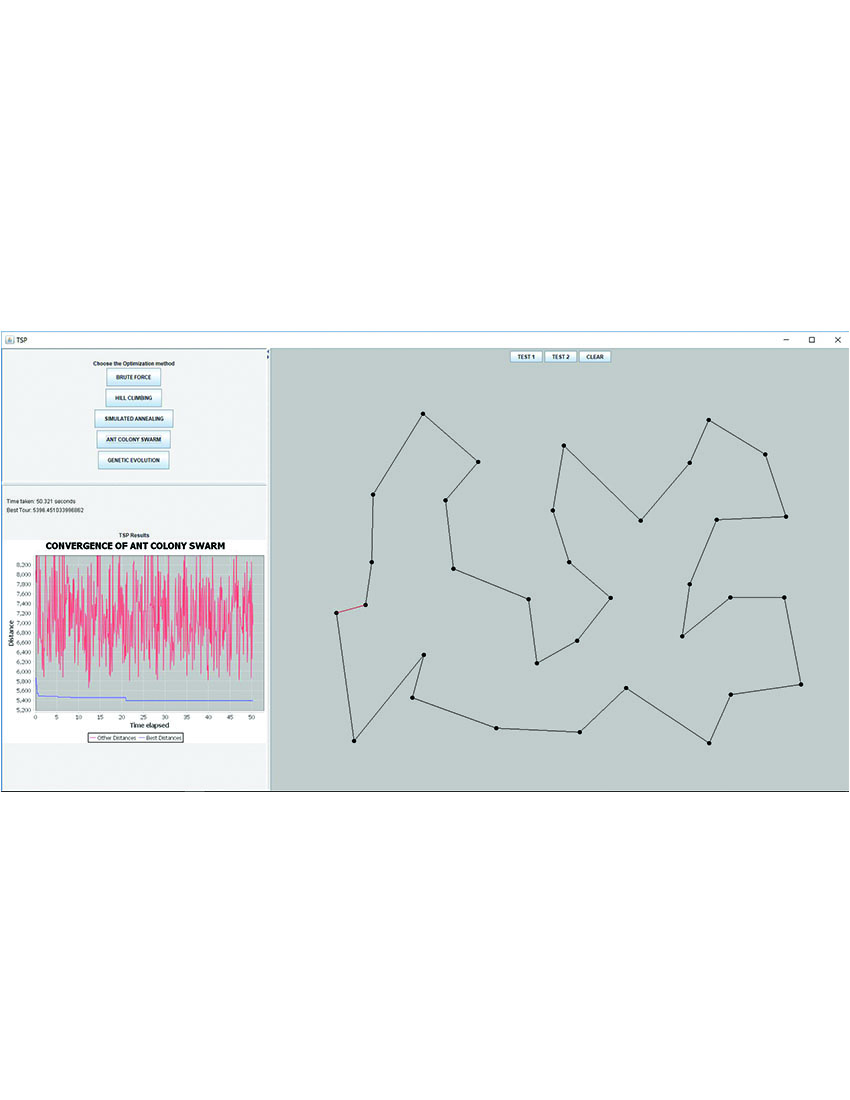 TSP
Choose the Optimization method
BRUTE FORCE
HILL CLIMBING
SIMULATED ANNEALING
ANT COLONY SWARM
GENETIC EVOLUTION
TEST 1 TEST 2 CLEAR
Time taken: 50.321 seconds
Best Tour: 5396.451033996862
TSP Results
CONVERGENCE OF ANT COLONY SWARM
Distance
8,200
8,000
7,800
7,600
7,400
7,200
7,000
6,800
6,600
6,400
6,200
6,000
5,800
5,600
5,400
5,200
0 5 10 15 20 25 30 35 40 45 50
Time elapsed
Other Distances Best Distances